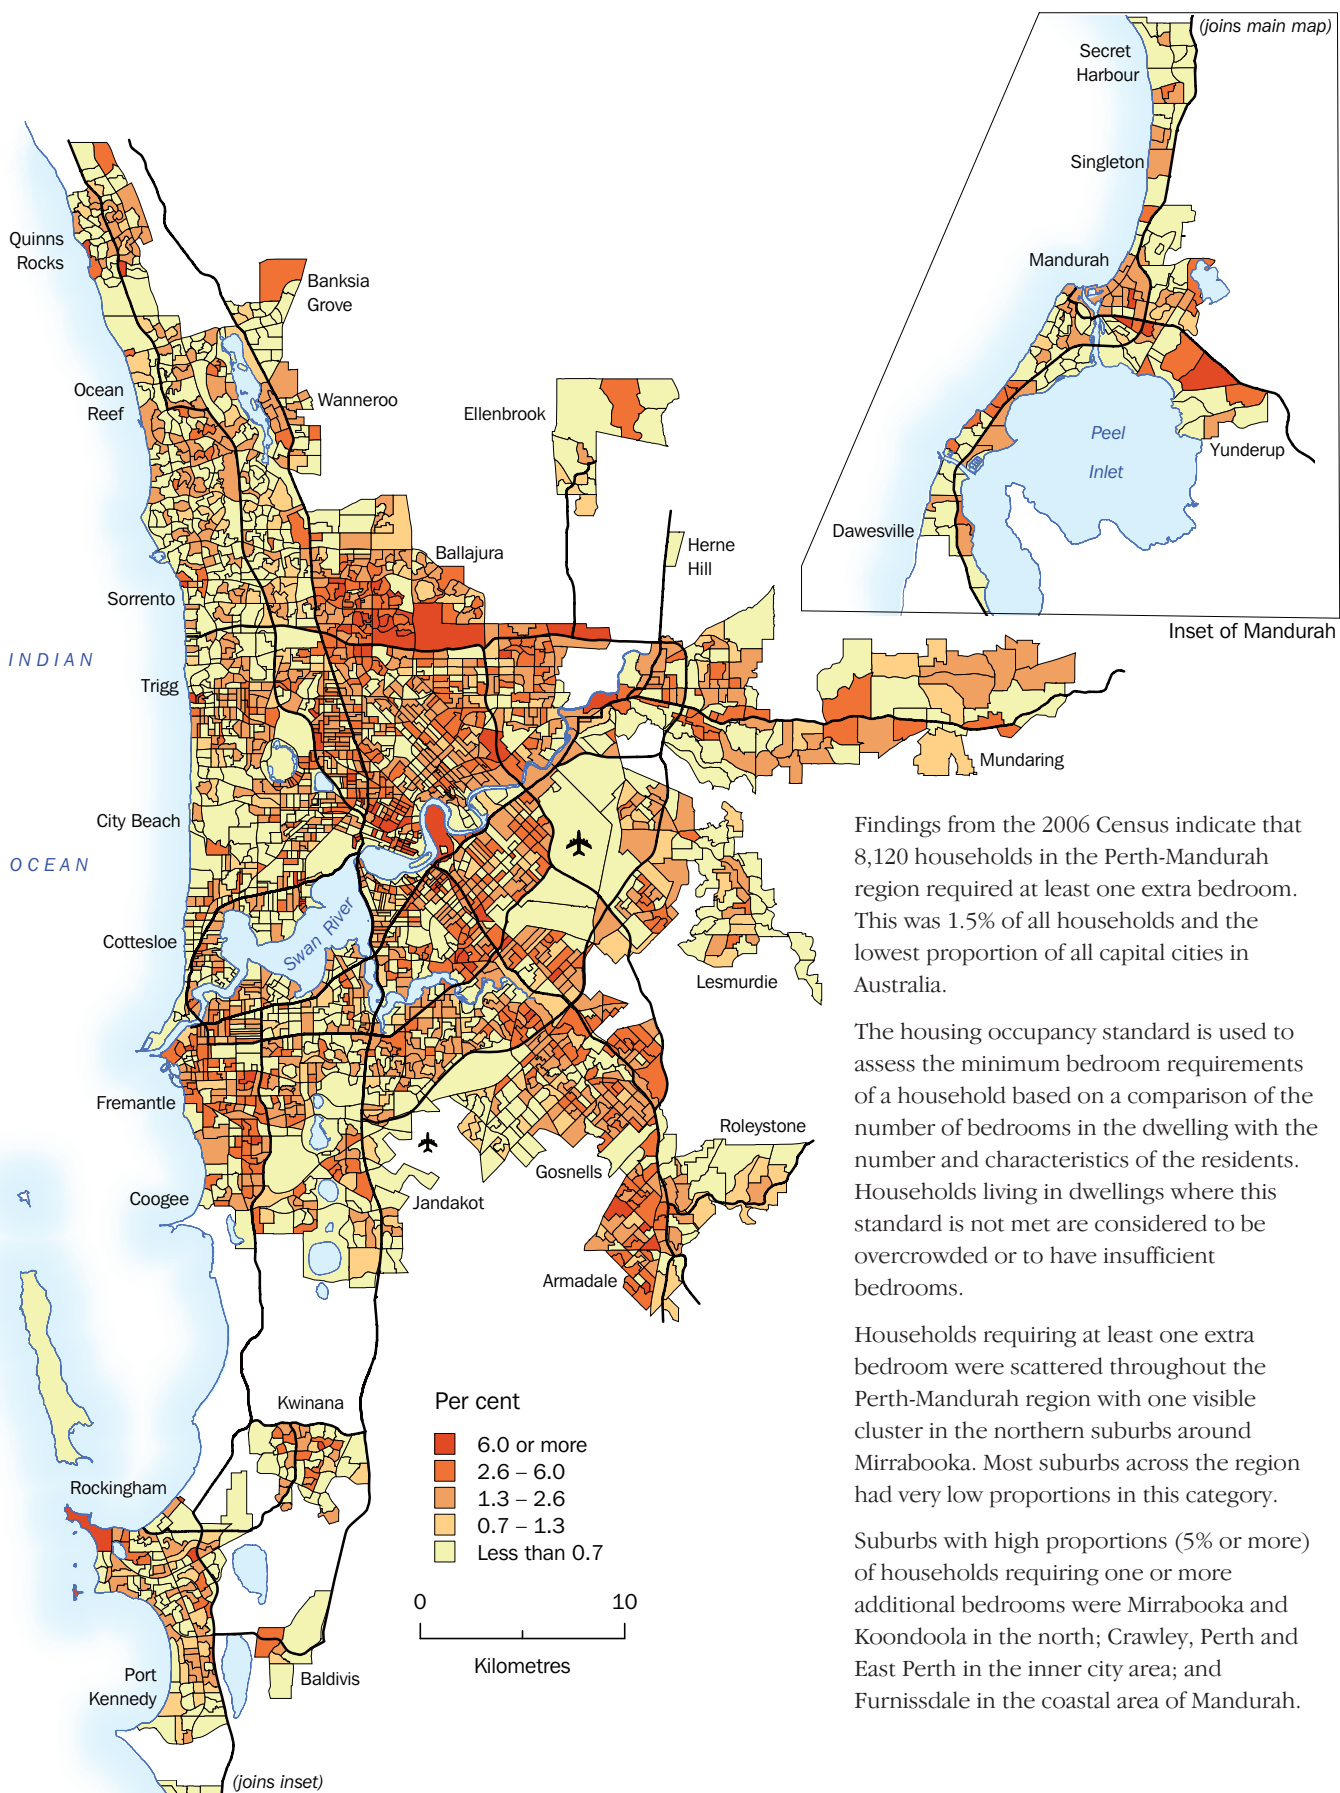 (joins main map)
Secret
Harbour
Singleton
Mandurah
Peel
Inlet
Yunderup
Dawesville
Inset of Mandurah
Quinns
Rocks
Banksia
Grove
Ocean
Reef
Wanneroo
Ellenbrook
Ballajura
Herne
Hill
Sorrento
INDIAN
Trigg
Mundaring
City Beach
OCEAN
Cottesloe
Swan River
Lesmurdie
Fremantle
Roleystone
Gosnells
Coogee
Jandakot
Armadale
Kwinana
Rockingham
Port
Kennedy
Baldivis
(joins inset)
Per cent
6.0 or more
2.6 – 6.0
1.3 – 2.6
0.7 – 1.3
Less than 0.7
0 10
Kilometres
Findings from the 2006 Census indicate that
8,120 households in the Perth-Mandurah
region required at least one extra bedroom.
This was 1.5% of all households and the
lowest proportion of all capital cities in
Australia.
The housing occupancy standard is used to
assess the minimum bedroom requirements
of a household based on a comparison of the
number of bedrooms in the dwelling with the
number and characteristics of the residents.
Households living in dwellings where this
standard is not met are considered to be
overcrowded or to have insufficient
bedrooms.
Households requiring at least one extra
bedroom were scattered throughout the
Perth-Mandurah region with one visible
cluster in the northern suburbs around
Mirrabooka. Most suburbs across the region
had very low proportions in this category.
Suburbs with high proportions (5% or more)
of households requiring one or more
additional bedrooms were Mirrabooka and
Koondoola in the north; Crawley, Perth and
East Perth in the inner city area; and
Furnissdale in the coastal area of Mandurah.